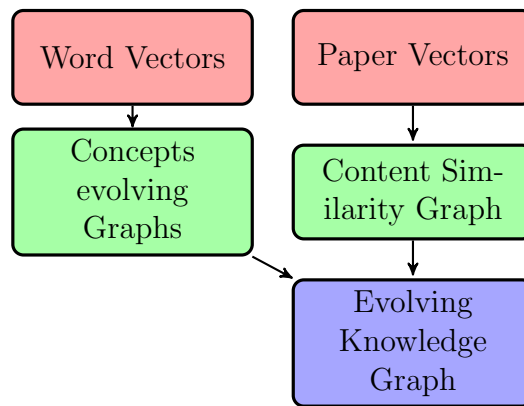 Word Vectors
Paper Vectors
Concepts
evolving
Graphs
Content Sim-
ilarity Graph
Evolving
Knowledge
Graph